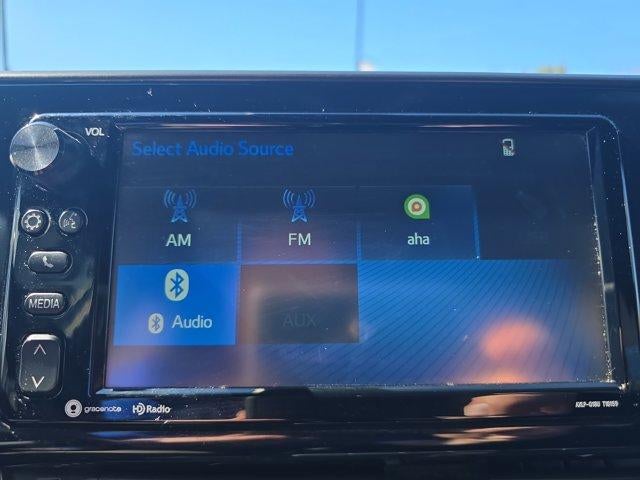 VOL
Select Audio Source
AM
FM
aha
Audio
AUX
MEDIA
gracenote
HD Radio